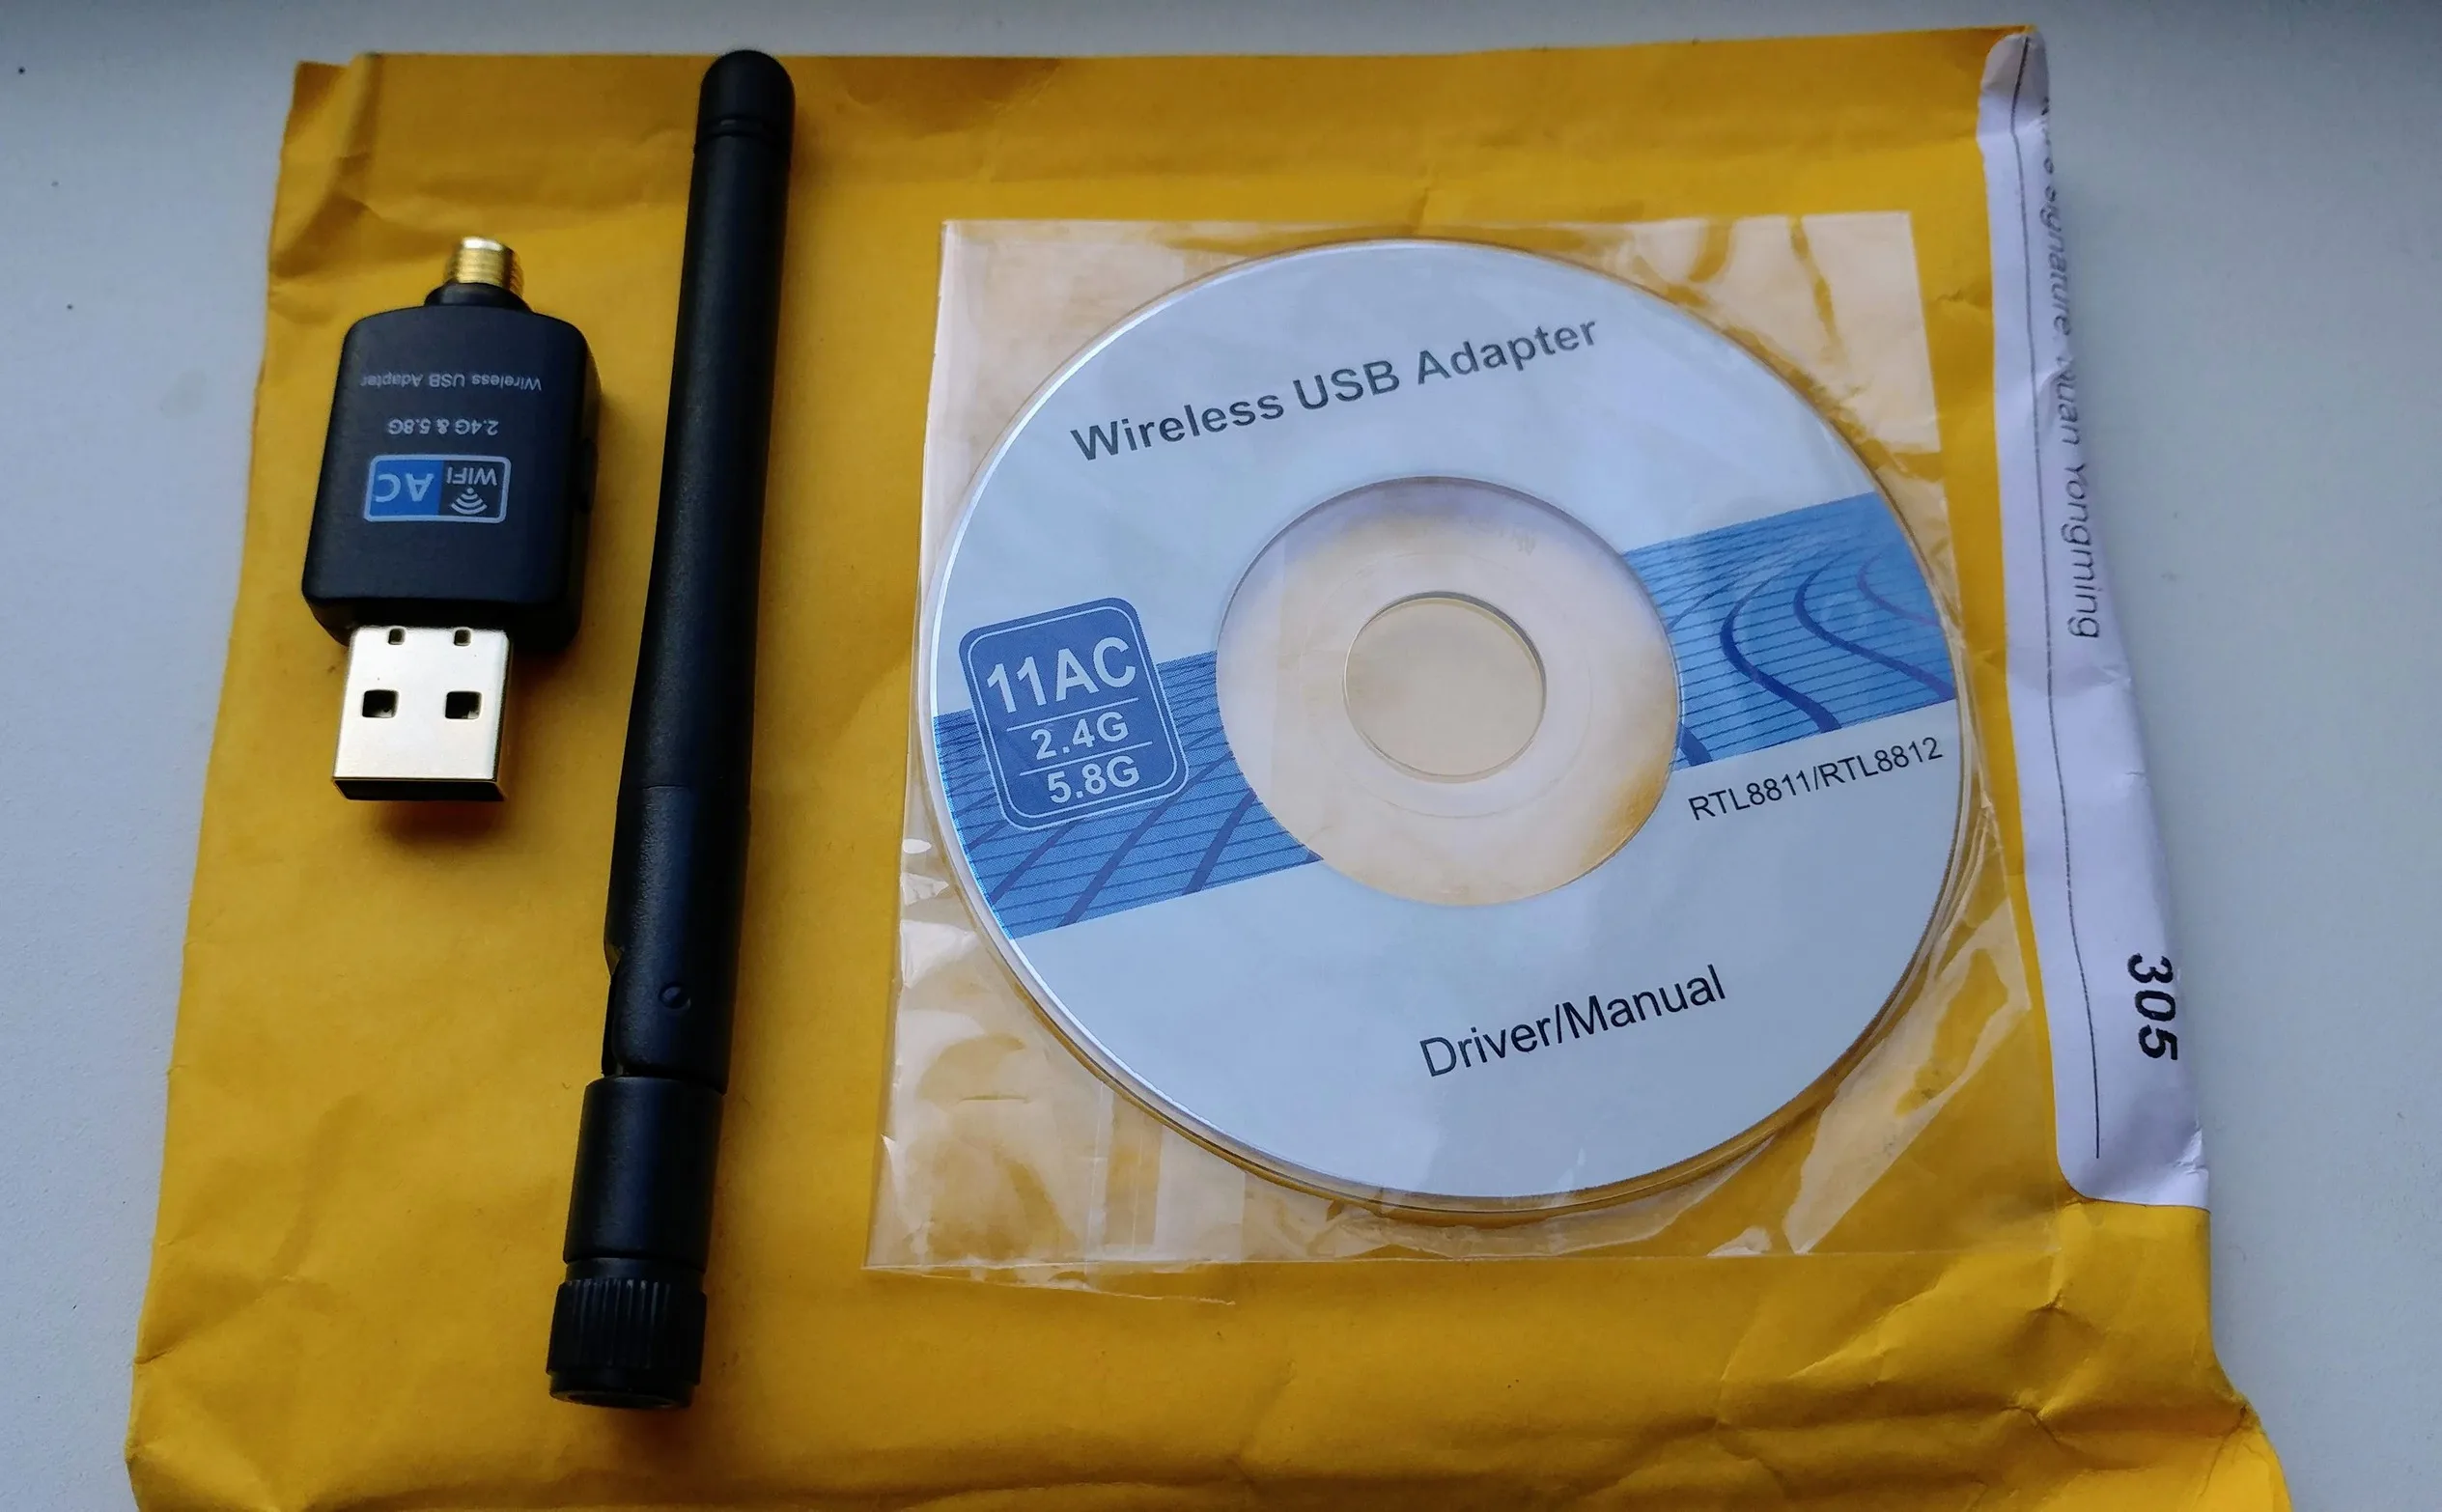 Wireless USB Adapter
2.4G & 5.8G
WIFI AC
Wireless USB Adapter
11AC
2.4G
5.8G
RTL8811/RTL8812
Driver/Manual
signature: Yuan Yongming
305